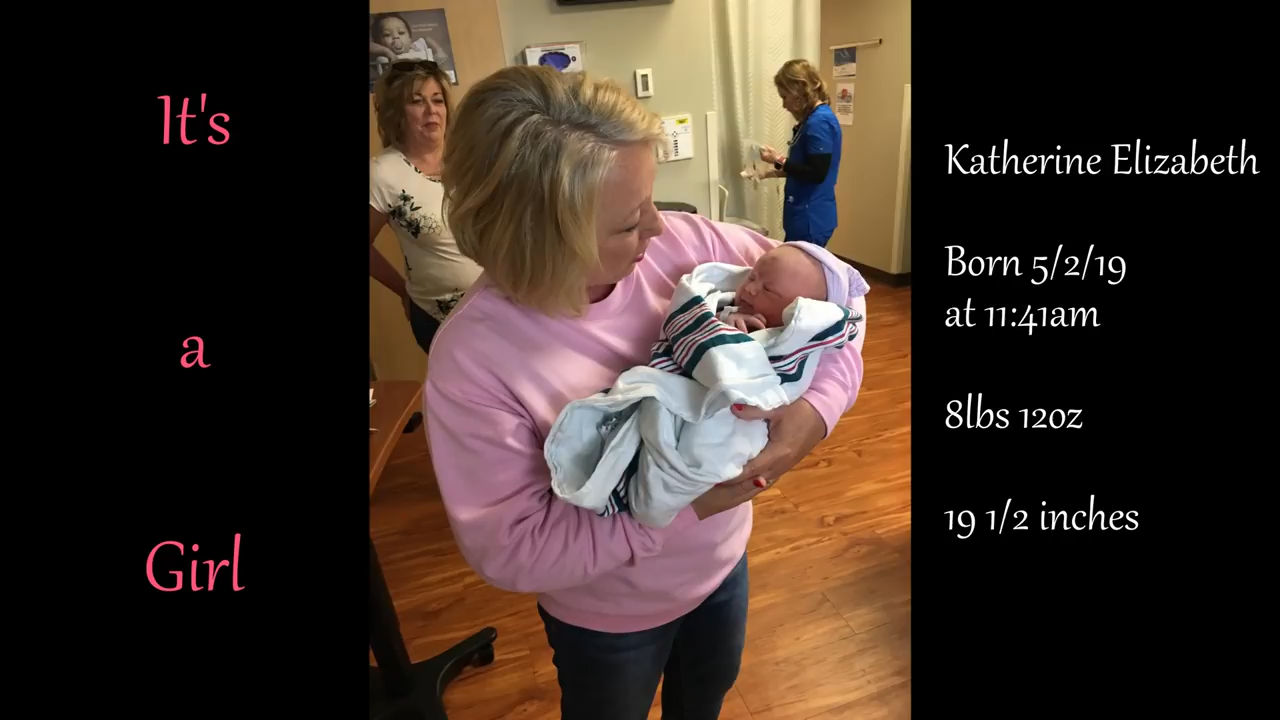 It's
a
Girl
Katherine Elizabeth
Born 5/2/19
at 11:41am
8lbs 12oz
19 1/2 inches